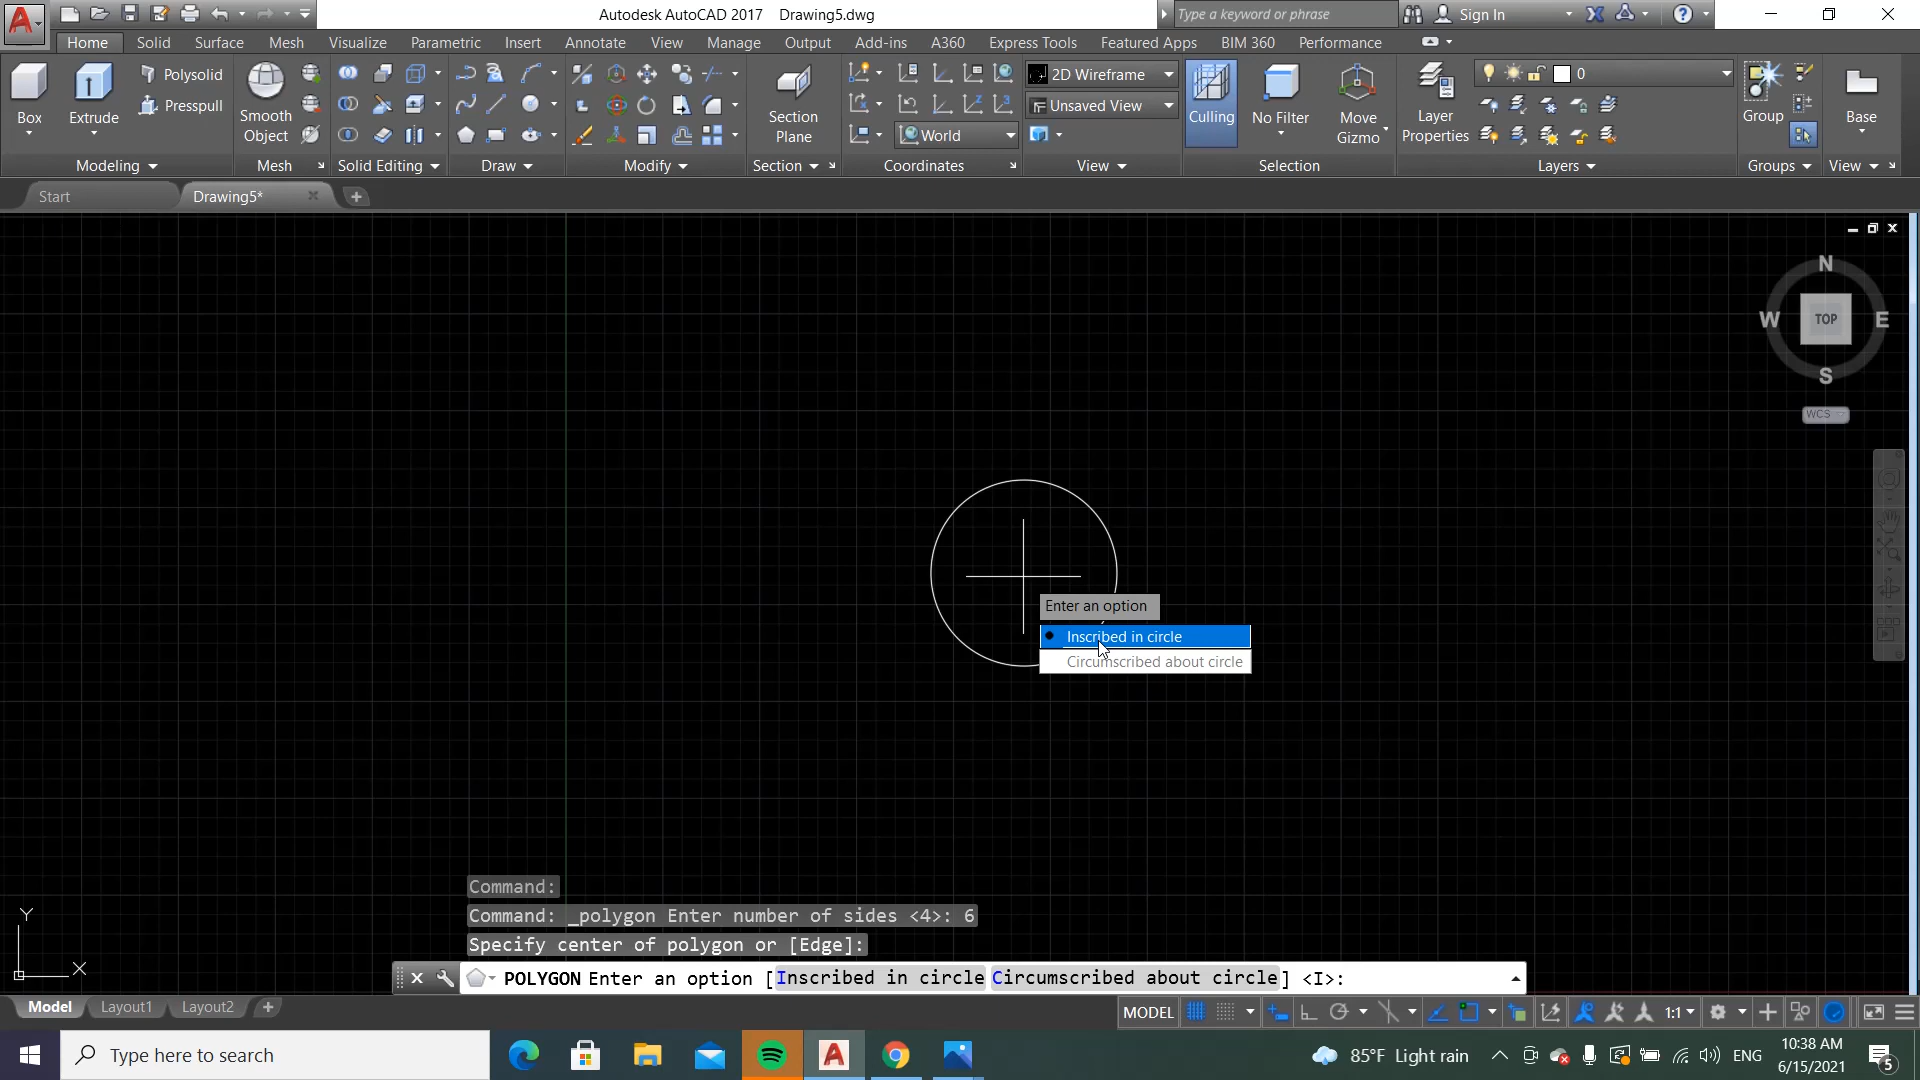 Autodesk AutoCAD 2017 Drawing5.dwg
Type a keyword or phrase
Sign In
Home Solid Surface Mesh Visualize Parametric Insert Annotate View Manage Output Add-ins A360 Express Tools Featured Apps BIM 360 Performance
Box
Extrude
Polysolid
Presspull
Smooth Object
Section Plane
World
2D Wireframe
Unsaved View
Culling
No Filter
Move Gizmo
Layer Properties
0
Group
Base
Modeling Mesh Solid Editing Draw Modify Section Coordinates View Selection Layers Groups View
Start Drawing5*
N
W TOP E
S
WCS
Enter an option
Inscribed in circle
Circumscribed about circle
Y
X
Command:
Command: _polygon Enter number of sides <4>: 6
Specify center of polygon or [Edge]:
POLYGON Enter an option [Inscribed in circle Circumscribed about circle] <I>:
Model Layout1 Layout2
MODEL
1:1
Type here to search
85°F Light rain
ENG
10:38 AM
6/15/2021
5